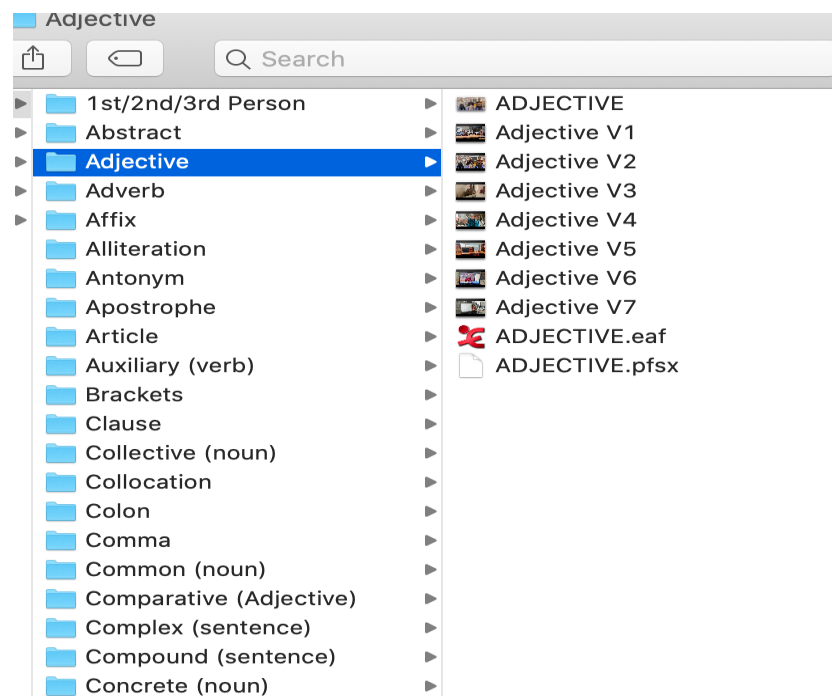 Adjective
Search
1st/2nd/3rd Person
Abstract
Adjective
Adverb
Affix
Alliteration
Antonym
Apostrophe
Article
Auxiliary (verb)
Brackets
Clause
Collective (noun)
Collocation
Colon
Comma
Common (noun)
Comparative (Adjective)
Complex (sentence)
Compound (sentence)
Concrete (noun)
ADJECTIVE
Adjective V1
Adjective V2
Adjective V3
Adjective V4
Adjective V5
Adjective V6
Adjective V7
ADJECTIVE.eaf
ADJECTIVE.pfsx